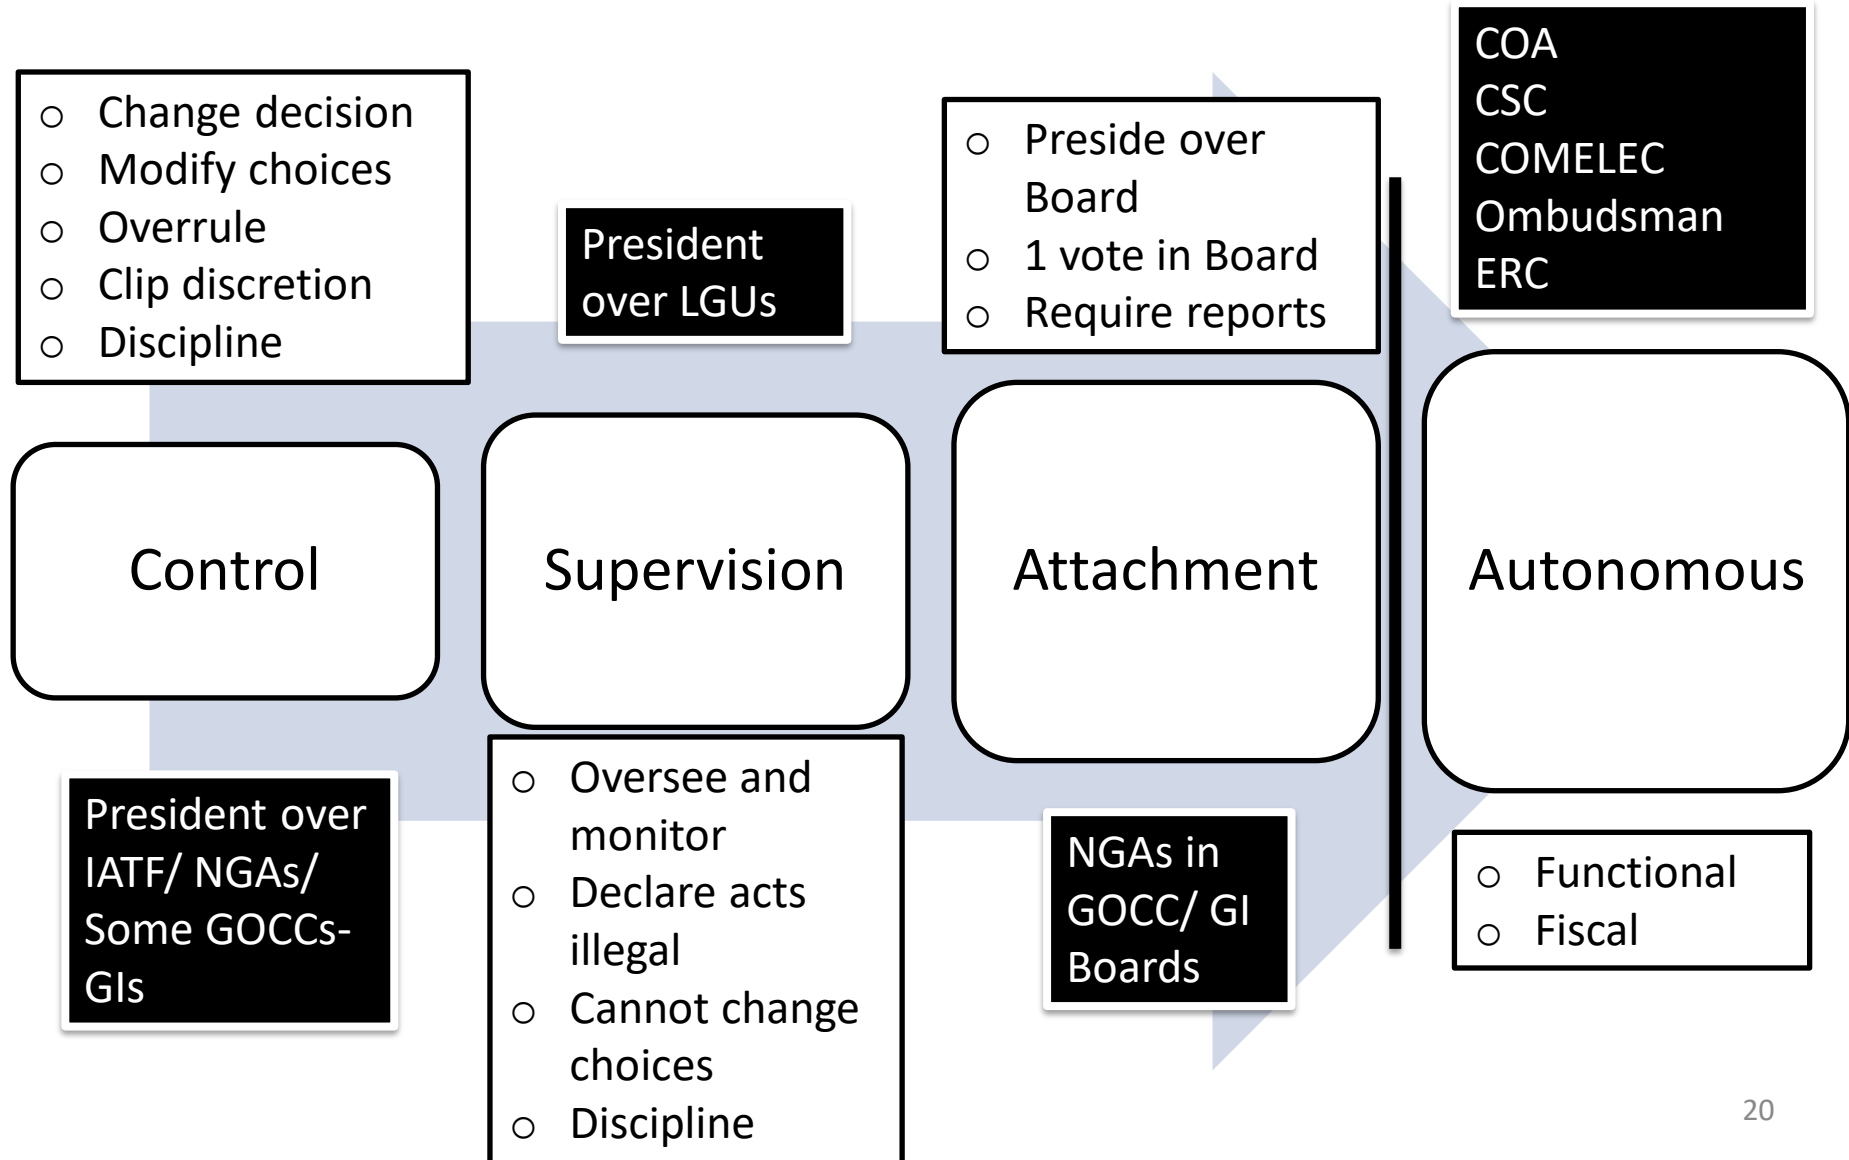 ○ Change decision
○ Modify choices
○ Overrule
○ Clip discretion
○ Discipline
President
over LGUs
○ Preside over
Board
○ 1 vote in Board
○ Require reports
COA
CSC
COMELEC
Ombudsman
ERC
Control
Supervision
Attachment
Autonomous
President over
IATF/ NGAs/
Some GOCCs-
GIs
○ Oversee and
monitor
○ Declare acts
illegal
○ Cannot change
choices
○ Discipline
NGAs in
GOCC/ GI
Boards
○ Functional
○ Fiscal
20